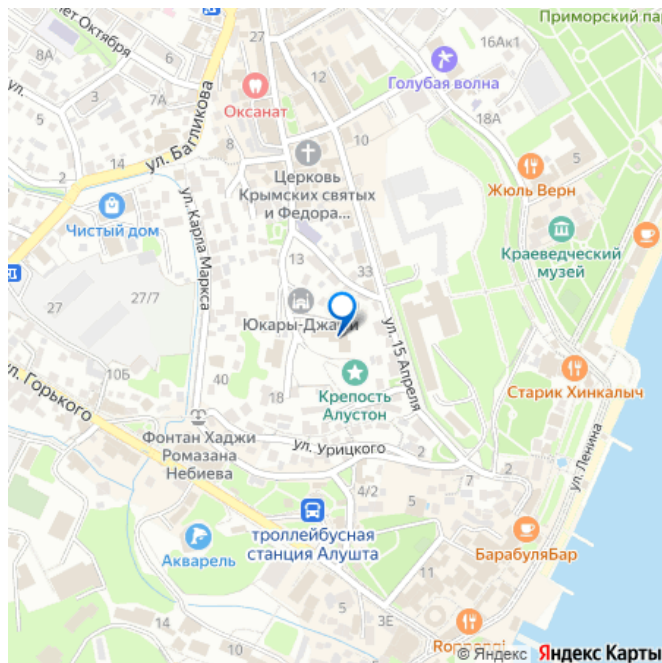 Приморский па
лет Октября
27
16Ак1
8А
Голубая волна
3
12
7А
ул.
Оксанат
5
18А
ул. Багликова
10
8
5
14
Церковь
Крымских святых
и Федора...
2
Жюль Верн
Чистый дом
ул. Карла Маркса
Краеведческий
музей
13
33
27/7
27
Юкары-Джами
ул. 15 Апреля
10Б
40
Крепость
Алустон
Старик Хинкалыч
ул. Горького
18
Фонтан Хаджи
Ромазана
Небиева
ул. Урицкого
2
2
ул. Ленина
7
4/2
троллейбусная
станция Алушта
БарабуляБар
Акварель
11
5
3Е
14
10
© Яндекс Яндекс Карты